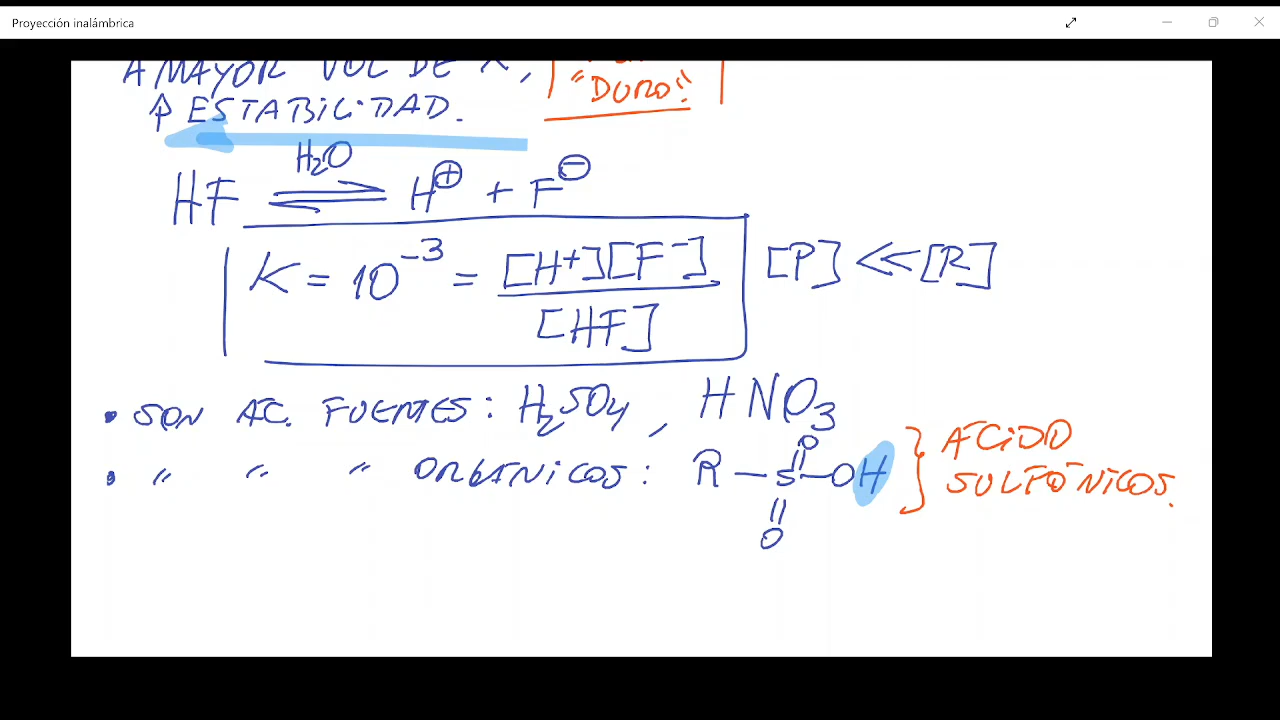 Proyección inalámbrica
A MAYOR VOL DE X,
"DURO".
↑ ESTABILIDAD.
H₂O
HF ⇌ H⊕ + F⊖
K = 10⁻³ = [H⁺][F⁻] / [HF] [P] << [R]
• SON AC. FUERTES: H₂SO₄, HNO₃
• " " " ORGÁNICOS: R — S — OH } ACIDO
O
SULFÓNICOS.
O